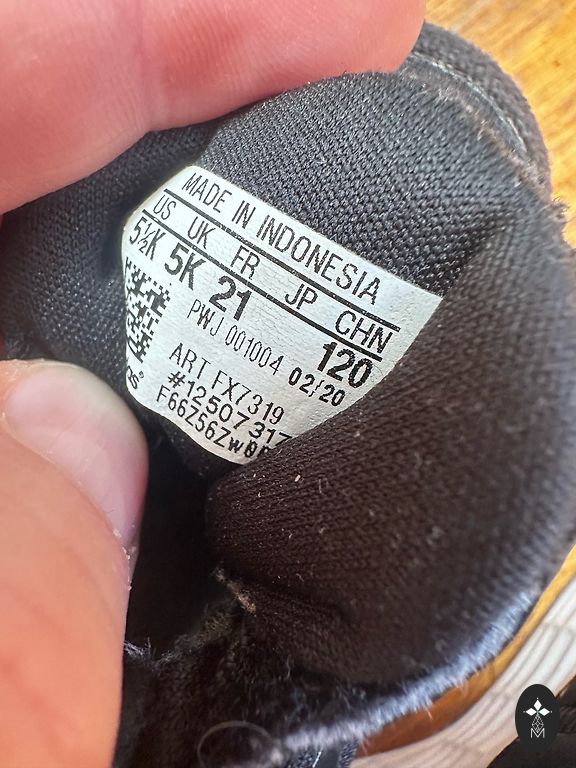 MADE IN INDONESIA
US UK FR JP CHN
5½K 5K 21 120
PWJ 001004 02/20
ART FX7319
#12507317
F66Z56Zw
M